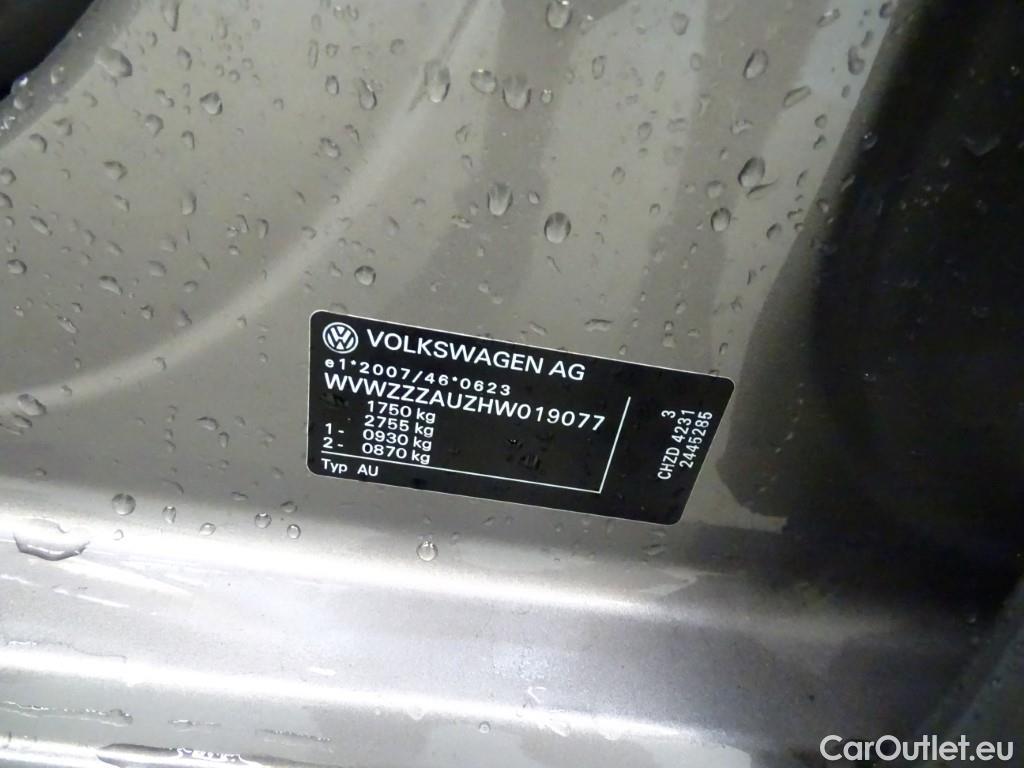 VOLKSWAGEN AG
e1*2007/46*0623
WVWZZZAUZHW019077
1750 kg
2755 kg
1- 0930 kg
2- 0870 kg
Typ AU
3
CHZD 4231
2445285
CarOutlet.eu